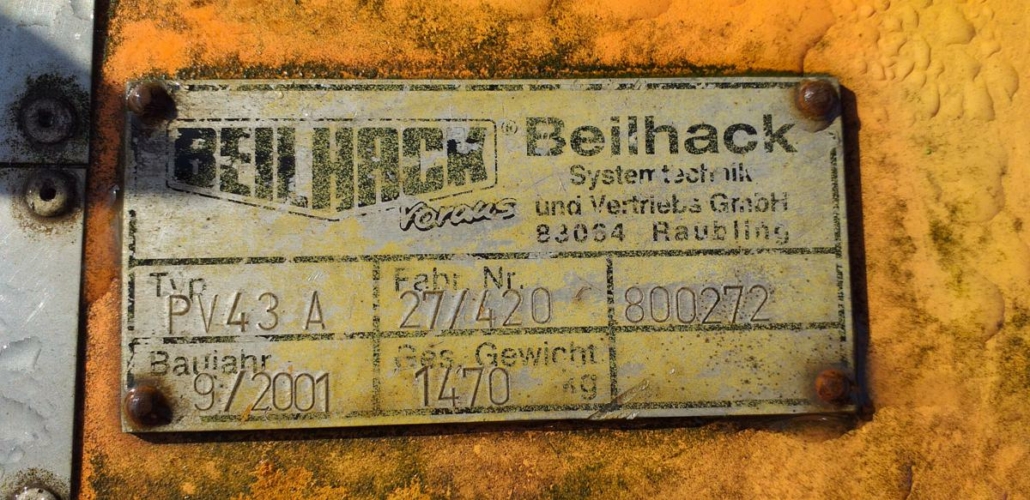 BEILHACK®
voraus
Beilhack
Systemtechnik
und Vertriebs GmbH
83064 Raubling
Typ
PV43 A
Fabr Nr.
27/420
800272
Baujahr
9/2001
Ges. Gewicht
1470 kg